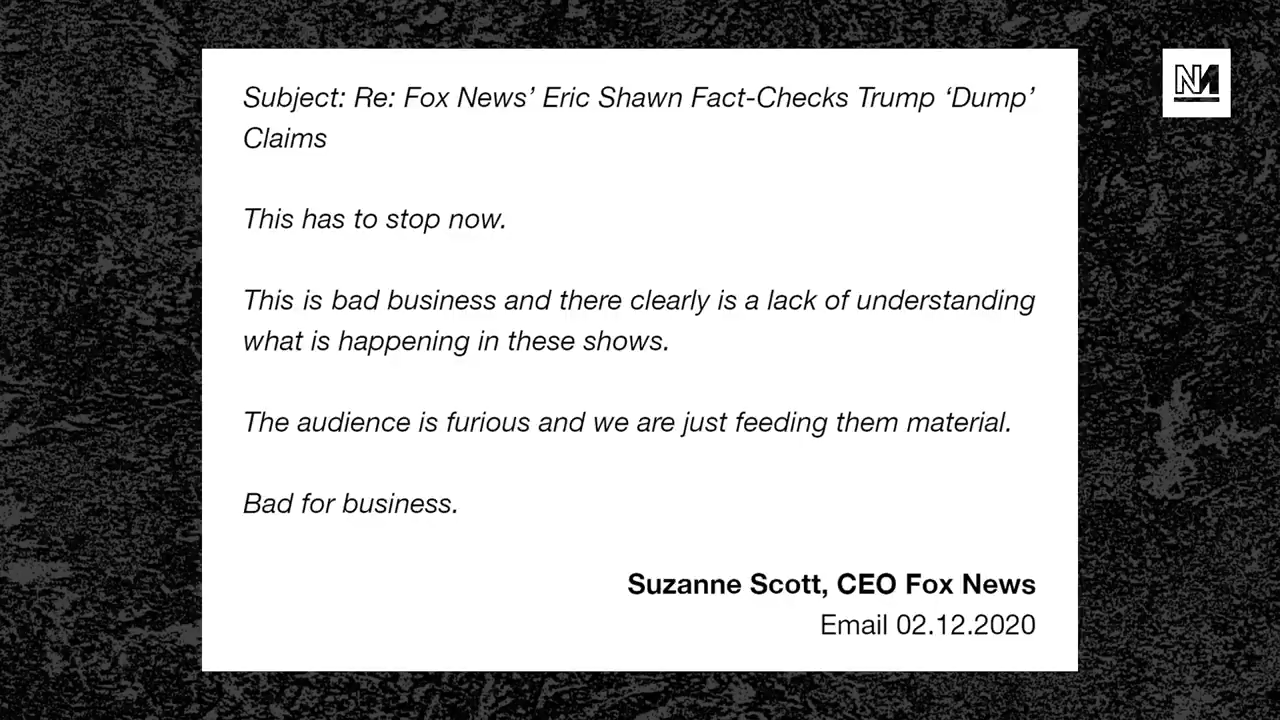 Subject: Re: Fox News’ Eric Shawn Fact-Checks Trump ‘Dump’
Claims
This has to stop now.
This is bad business and there clearly is a lack of understanding
what is happening in these shows.
The audience is furious and we are just feeding them material.
Bad for business.
Suzanne Scott, CEO Fox News
Email 02.12.2020
NM